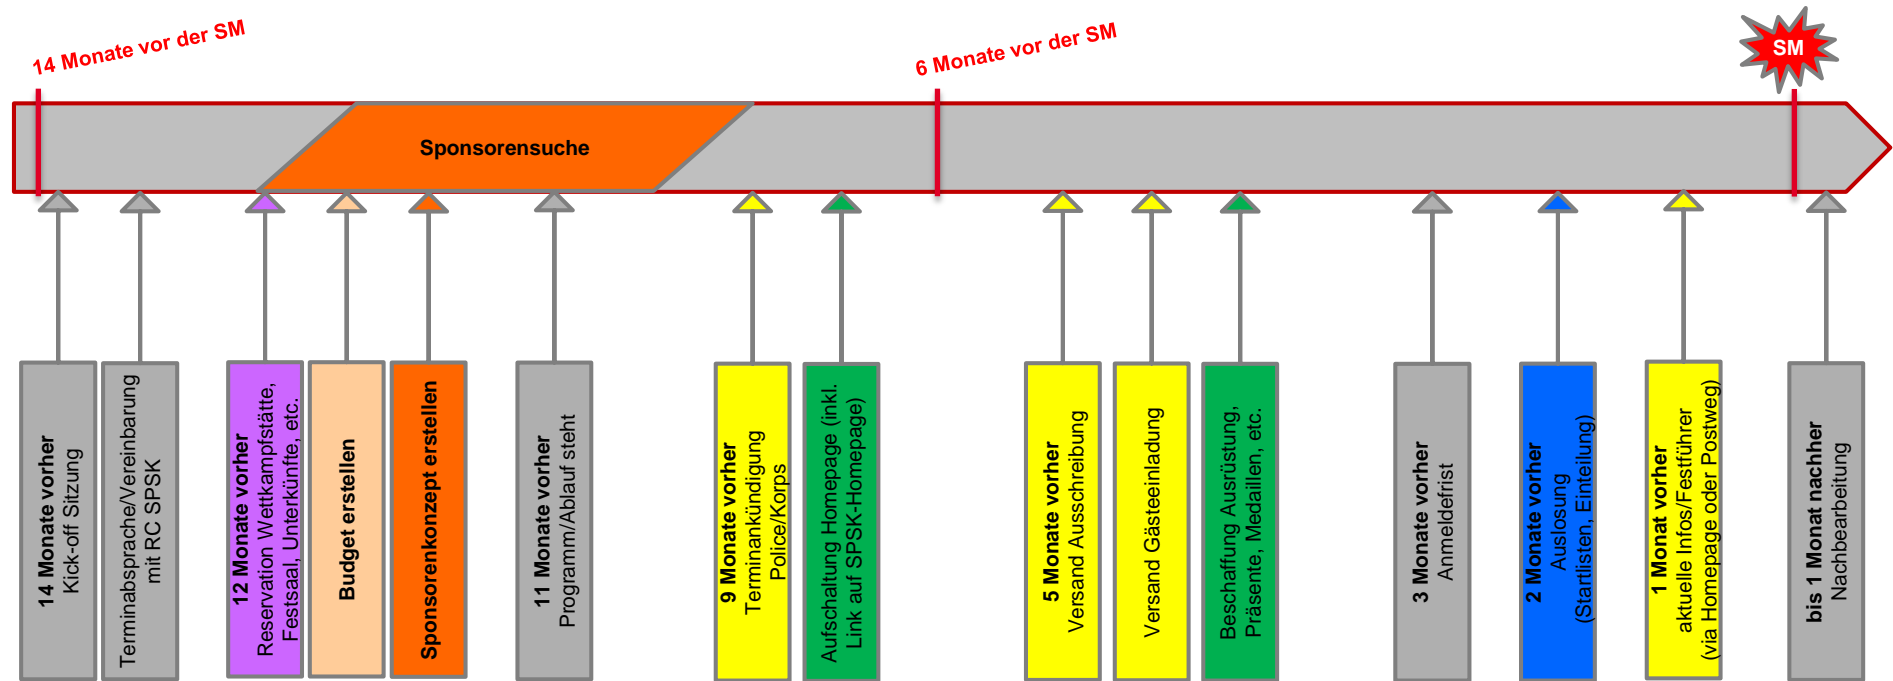 14 Monate vor der SM
6 Monate vor der SM
SM
Sponsorensuche
14 Monate vorher
Kick-off Sitzung
Terminabsprache/Vereinbarung
mit RC SPSK
12 Monate vorher
Reservation Wettkampfstätte,
Festsaal, Unterkünfte, etc.
Budget erstellen
Sponsorenkonzept erstellen
11 Monate vorher
Programm/Ablauf steht
9 Monate vorher
Terminankündigung
Police/Korps
Aufschaltung Homepage (inkl.
Link auf SPSK-Homepage)
5 Monate vorher
Versand Ausschreibung
Versand Gästeeinladung
Beschaffung Ausrüstung,
Präsente, Medaillen, etc.
3 Monate vorher
Anmeldefrist
2 Monate vorher
Auslosung
(Startlisten, Einteilung)
1 Monat vorher
aktuelle Infos/Festführer
(via Homepage oder Postweg)
bis 1 Monat nachher
Nachbearbeitung